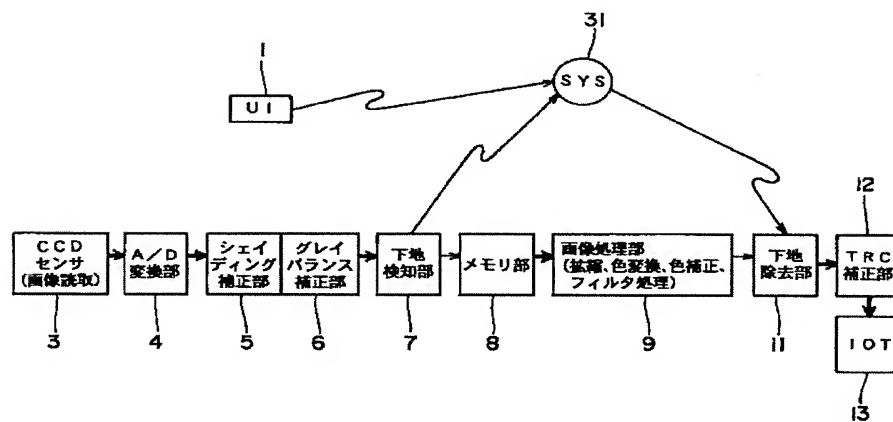 31
1
SYS
UI
12
CCD
センサ
(画像読取)
A/D
変換部
シェイ
ディング
補正部
グレイ
バランス
補正部
下地
検知部
メモリ部
画像処理部
(拡縮、色変換、色補正、
フィルタ処理)
下地
除去部
TRC
補正部
3
4
5
6
7
8
9
11
IOT
13